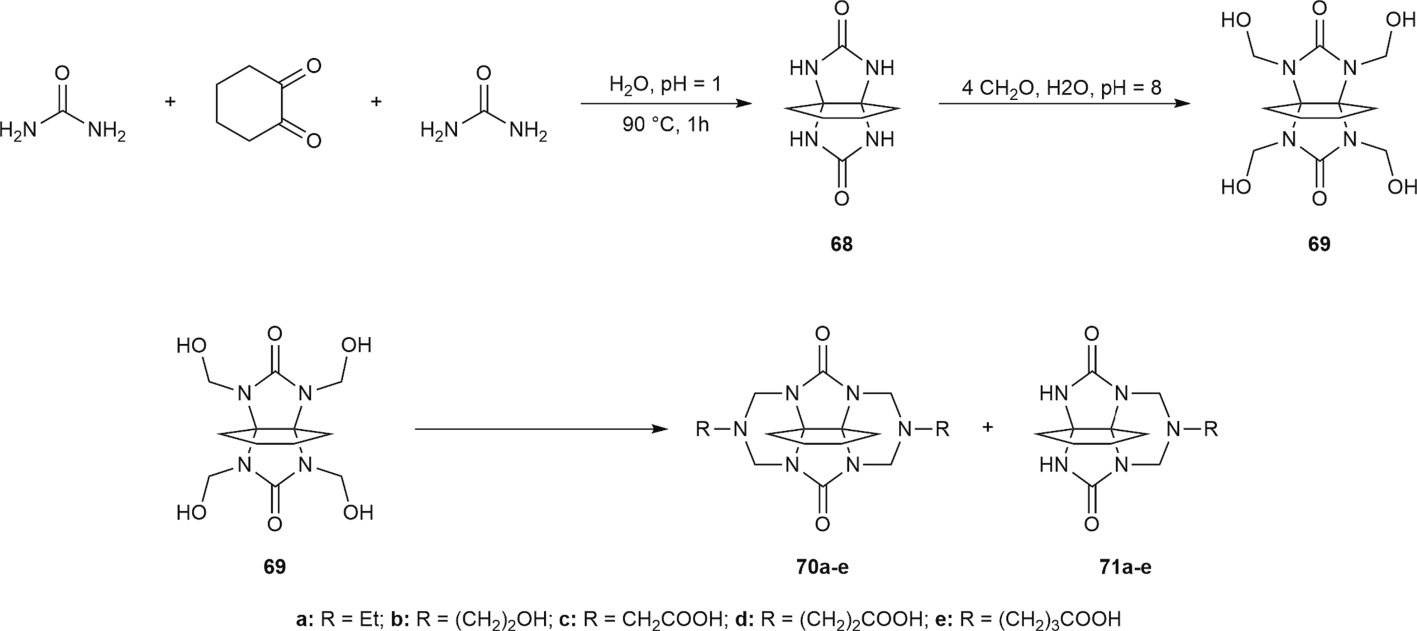 O
O
O
HO
O
OH
HN
NH
N
N
H₂N
NH₂
+
O
+
H₂N
NH₂
H₂O, pH = 1
90 °C, 1h
4 CH₂O, H2O, pH = 8
O
HN
NH
N
N
O
HO
O
OH
68
69
HO
O
OH
O
O
N
N
N
N
HN
N
R
N
N
R
+
N
R
N
N
N
N
HN
N
HO
O
OH
O
O
69
70a-e
71a-e
a: R = Et; b: R = (CH₂)₂OH; c: R = CH₂COOH; d: R = (CH₂)₂COOH; e: R = (CH₂)₃COOH